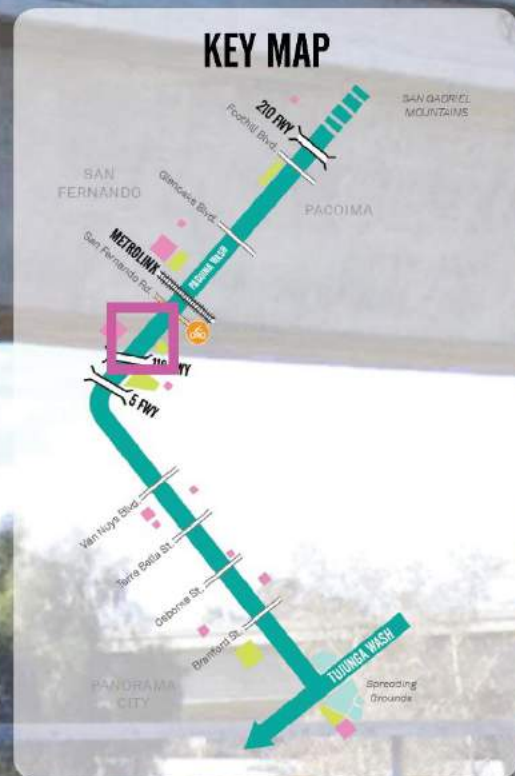 KEY MAP
SAN GABRIEL
MOUNTAINS
210 FWY
Foothill Blvd.
SAN
FERNANDO
Glenoaks Blvd.
PACOIMA
METROLINK
San Fernando Rd.
PACOIMA WASH
118 FWY
5 FWY
Van Nuys Blvd.
Terra Bella St.
Osborne St.
Branford St.
PANORAMA
CITY
TUJUNGA WASH
Spreading
Grounds